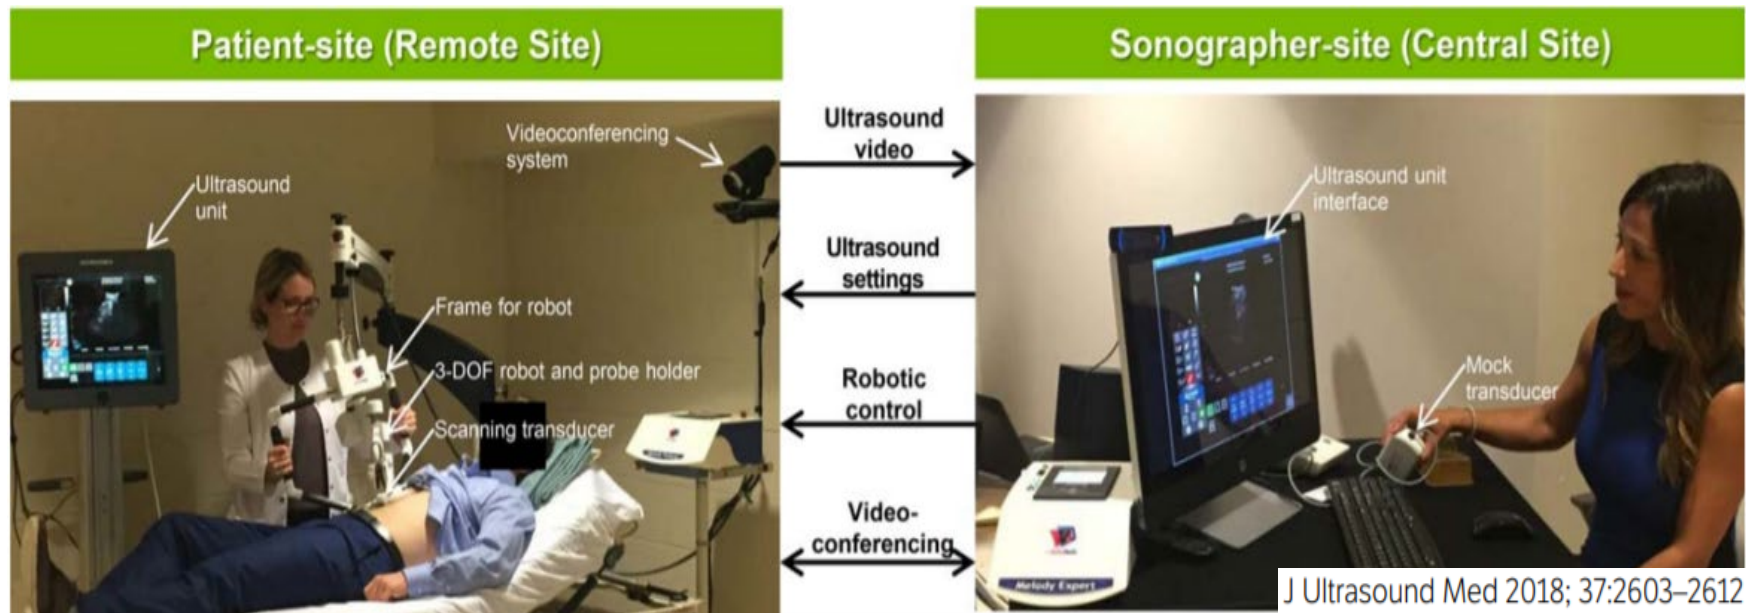 Patient-site (Remote Site)
Sonographer-site (Central Site)
Videoconferencing
system
Ultrasound
unit
Frame for robot
3-DOF robot and probe holder
Scanning transducer
Ultrasound
video
Ultrasound
settings
Robotic
control
Video-
conferencing
Ultrasound unit
interface
Mock
transducer
Melody Expert
J Ultrasound Med 2018; 37:2603–2612